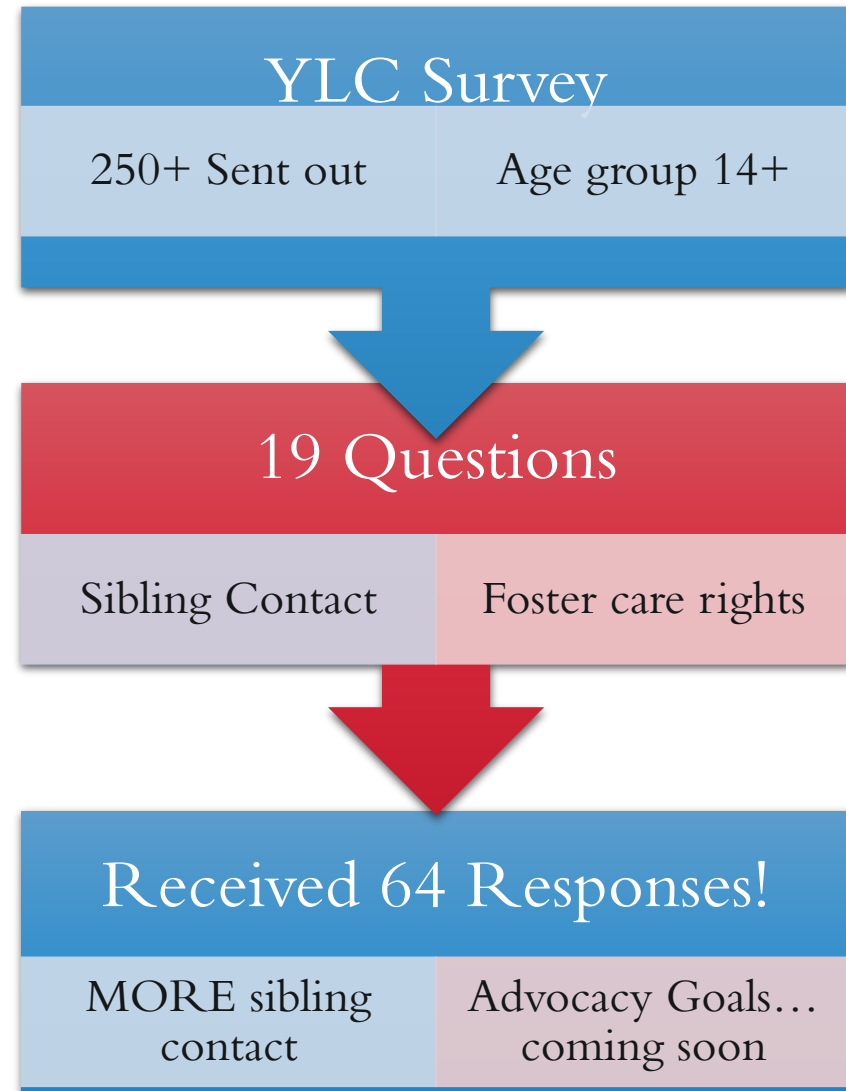 YLC Survey
250+ Sent out
Age group 14+
19 Questions
Sibling Contact
Foster care rights
Received 64 Responses!
MORE sibling
contact
Advocacy Goals…
coming soon